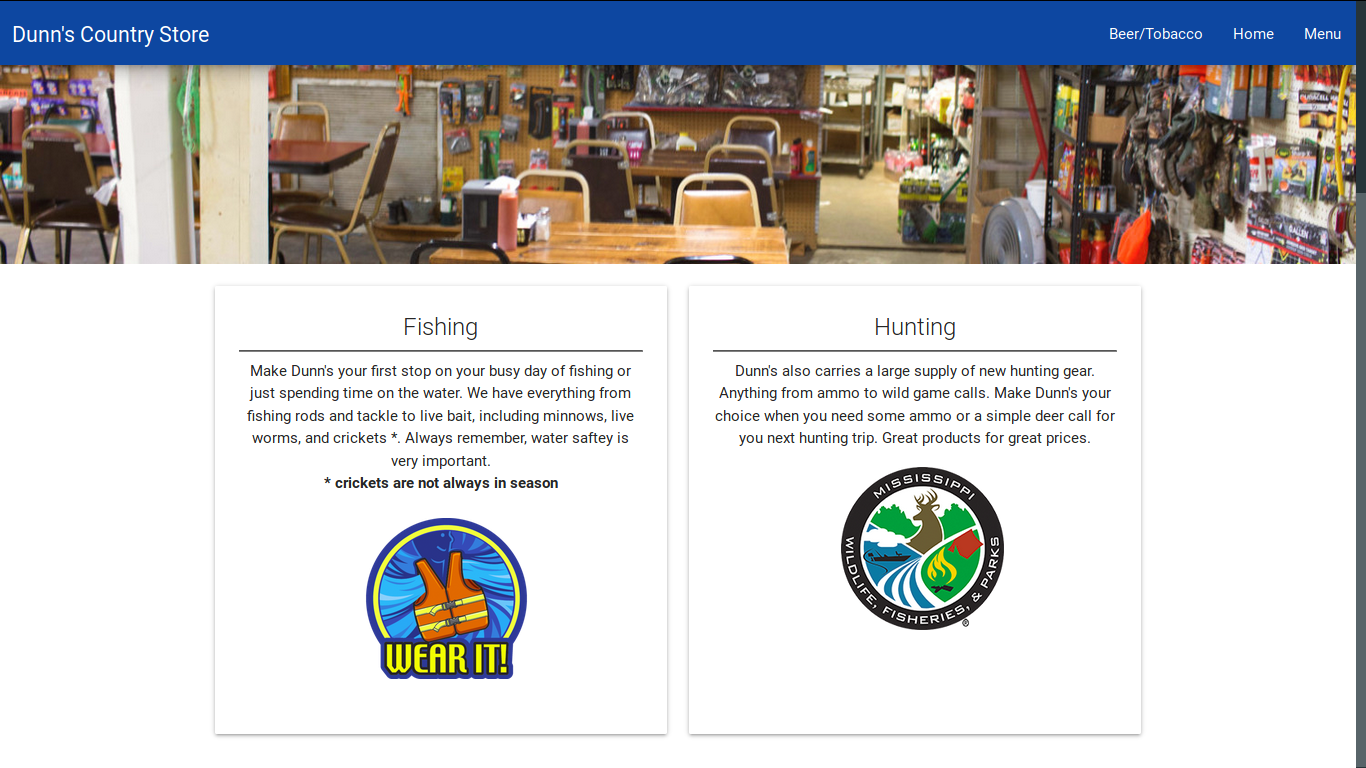 Dunn's Country Store
Beer/Tobacco Home Menu
Fishing
Make Dunn's your first stop on your busy day of fishing or
just spending time on the water. We have everything from
fishing rods and tackle to live bait, including minnows, live
worms, and crickets *. Always remember, water saftey is
very important.
* crickets are not always in season
WEAR IT!
Hunting
Dunn's also carries a large supply of new hunting gear.
Anything from ammo to wild game calls. Make Dunn's your
choice when you need some ammo or a simple deer call for
you next hunting trip. Great products for great prices.
MISSISSIPPI
WILDLIFE, FISHERIES, & PARKS
®